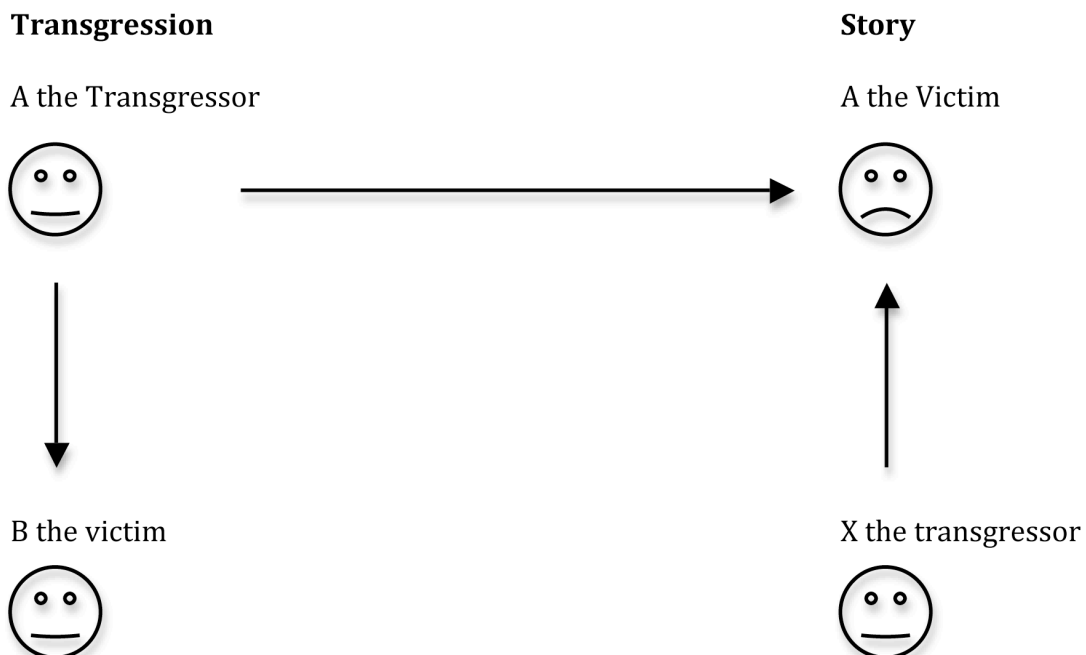 Transgression
Story
A the Transgressor
A the Victim
B the victim
X the transgressor